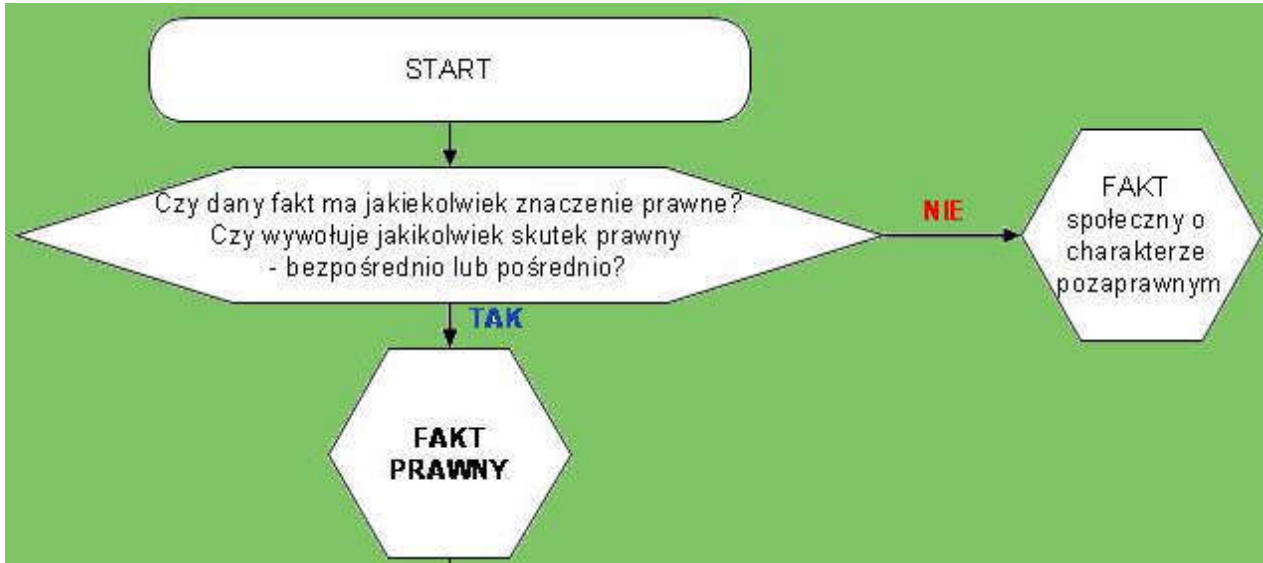 START
Czy dany fakt ma jakiekolwiek znaczenie prawne?
Czy wywołuje jakikolwiek skutek prawny
- bezpośrednio lub pośrednio?
NIE
FAKT
społeczny o
charakterze
pozaprawnym
TAK
FAKT
PRAWNY